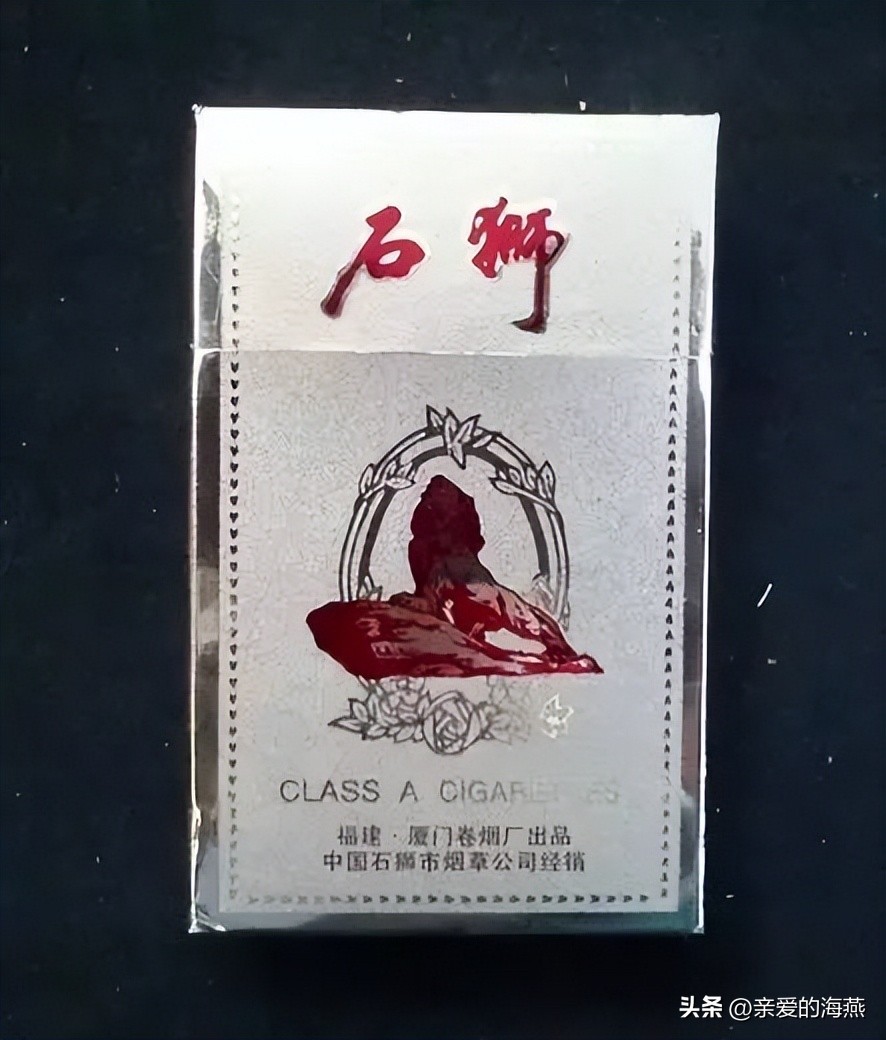 石狮
CLASS A CIGARETTES
福建·厦门卷烟厂出品
中国石狮市烟草公司经销
头条 @亲爱的海燕